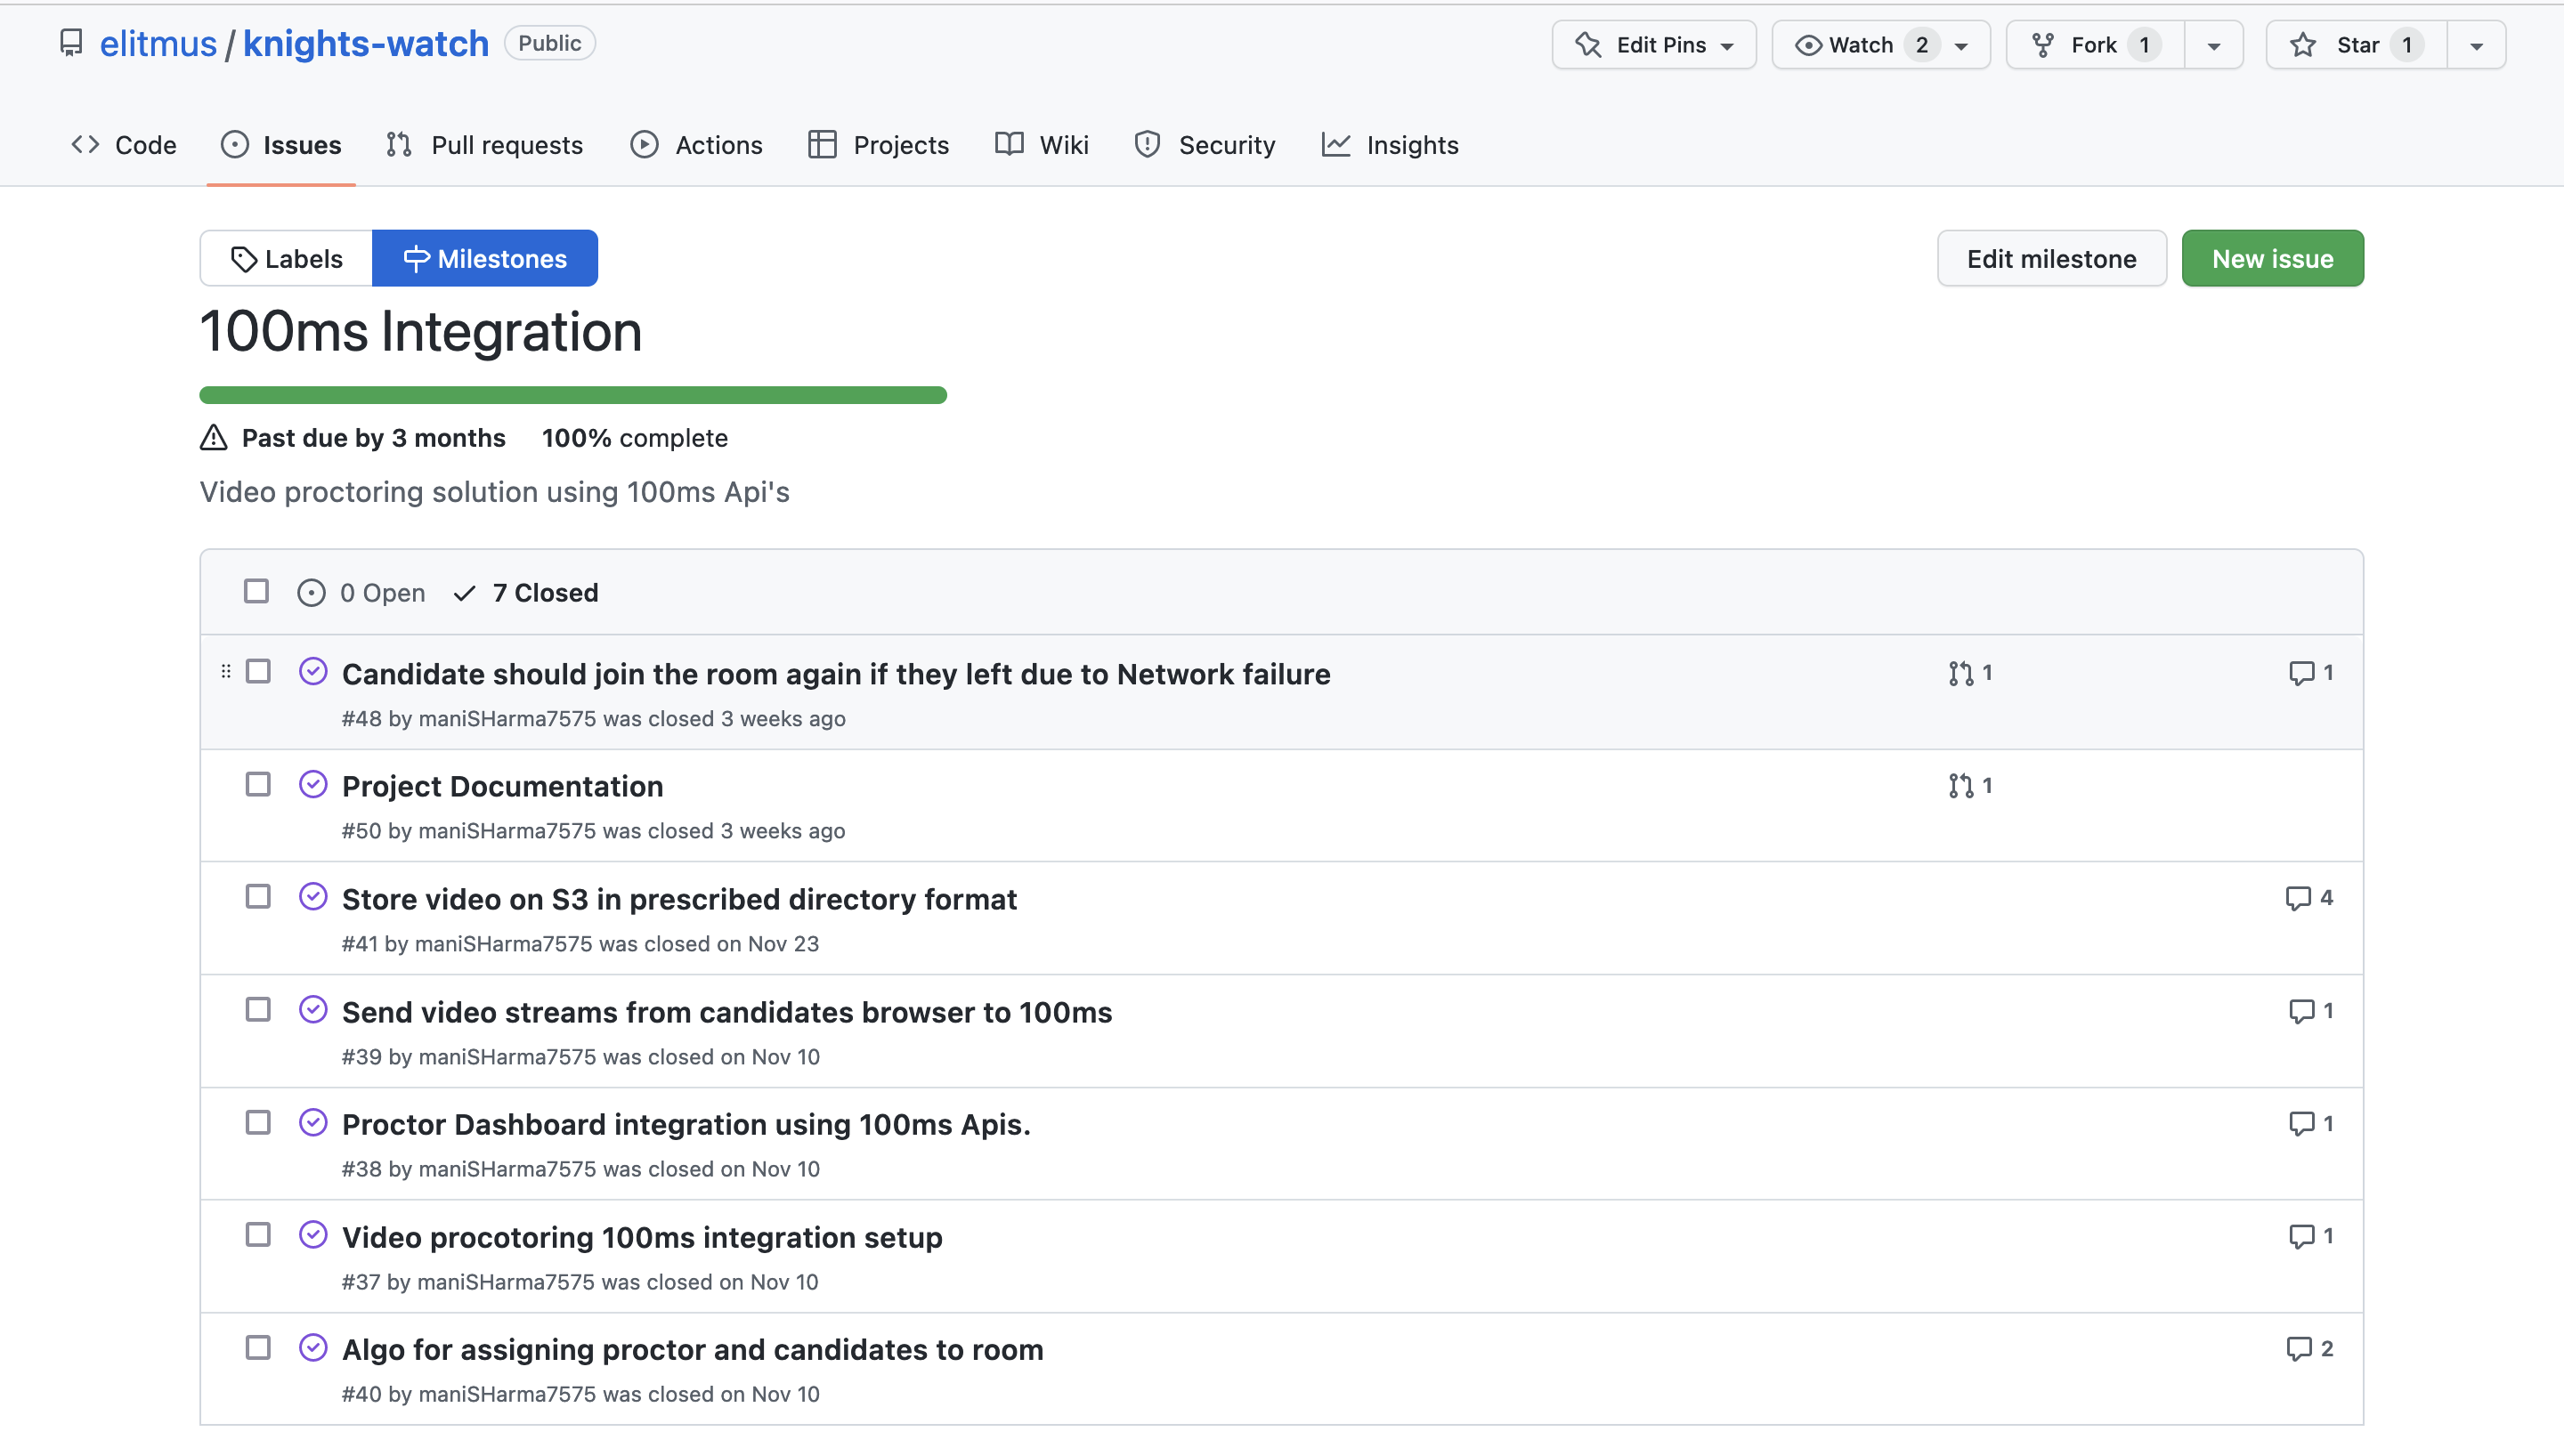 elitmus / knights-watch Public Edit Pins Watch 2 Fork 1 Star 1
Code Issues Pull requests Actions Projects Wiki Security Insights
Labels Milestones Edit milestone New issue
100ms Integration
Past due by 3 months 100% complete
Video proctoring solution using 100ms Api's
0 Open 7 Closed
Candidate should join the room again if they left due to Network failure 1 1
#48 by maniSHarma7575 was closed 3 weeks ago
Project Documentation 1
#50 by maniSHarma7575 was closed 3 weeks ago
Store video on S3 in prescribed directory format 4
#41 by maniSHarma7575 was closed on Nov 23
Send video streams from candidates browser to 100ms 1
#39 by maniSHarma7575 was closed on Nov 10
Proctor Dashboard integration using 100ms Apis. 1
#38 by maniSHarma7575 was closed on Nov 10
Video procotoring 100ms integration setup 1
#37 by maniSHarma7575 was closed on Nov 10
Algo for assigning proctor and candidates to room 2
#40 by maniSHarma7575 was closed on Nov 10